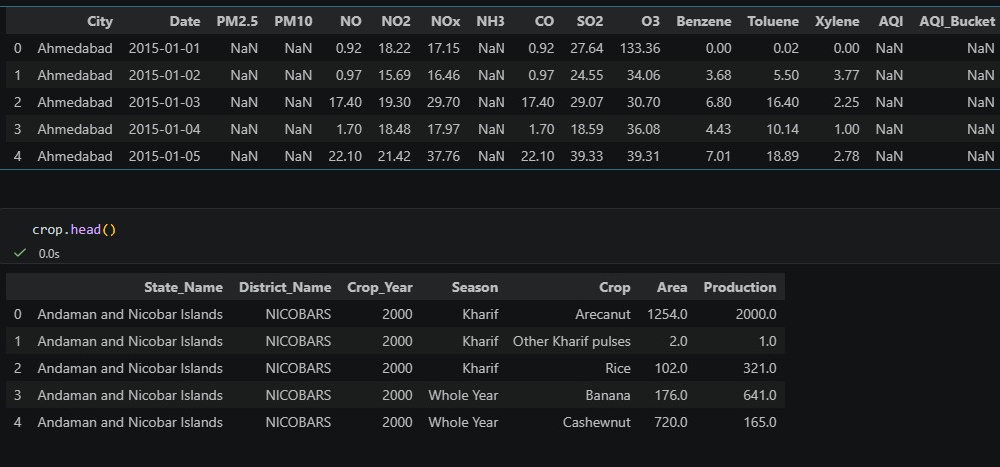 City Date PM2.5 PM10 NO NO2 NOx NH3 CO SO2 O3 Benzene Toluene Xylene AQI AQI_Bucket
0 Ahmedabad 2015-01-01 NaN NaN 0.92 18.22 17.15 NaN 0.92 27.64 133.36 0.00 0.02 0.00 NaN NaN
1 Ahmedabad 2015-01-02 NaN NaN 0.97 15.69 16.46 NaN 0.97 24.55 34.06 3.68 5.50 3.77 NaN NaN
2 Ahmedabad 2015-01-03 NaN NaN 17.40 19.30 29.70 NaN 17.40 29.07 30.70 6.80 16.40 2.25 NaN NaN
3 Ahmedabad 2015-01-04 NaN NaN 1.70 18.48 17.97 NaN 1.70 18.59 36.08 4.43 10.14 1.00 NaN NaN
4 Ahmedabad 2015-01-05 NaN NaN 22.10 21.42 37.76 NaN 22.10 39.33 39.31 7.01 18.89 2.78 NaN NaN
crop.head()
0.0s
State_Name District_Name Crop_Year Season Crop Area Production
0 Andaman and Nicobar Islands NICOBARS 2000 Kharif Arecanut 1254.0 2000.0
1 Andaman and Nicobar Islands NICOBARS 2000 Kharif Other Kharif pulses 2.0 1.0
2 Andaman and Nicobar Islands NICOBARS 2000 Kharif Rice 102.0 321.0
3 Andaman and Nicobar Islands NICOBARS 2000 Whole Year Banana 176.0 641.0
4 Andaman and Nicobar Islands NICOBARS 2000 Whole Year Cashewnut 720.0 165.0